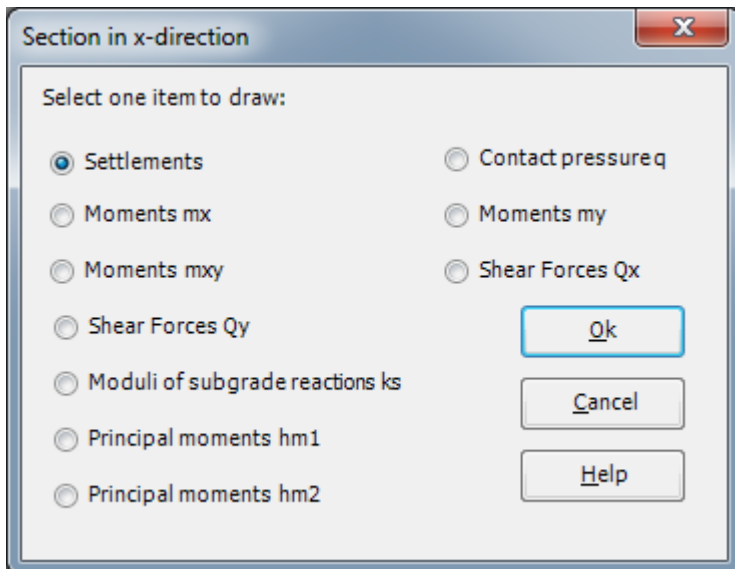 Section in x-direction
Select one item to draw:
Settlements
Contact pressure q
Moments mx
Moments my
Moments mxy
Shear Forces Qx
Shear Forces Qy
Ok
Moduli of subgrade reactions ks
Cancel
Principal moments hm1
Help
Principal moments hm2